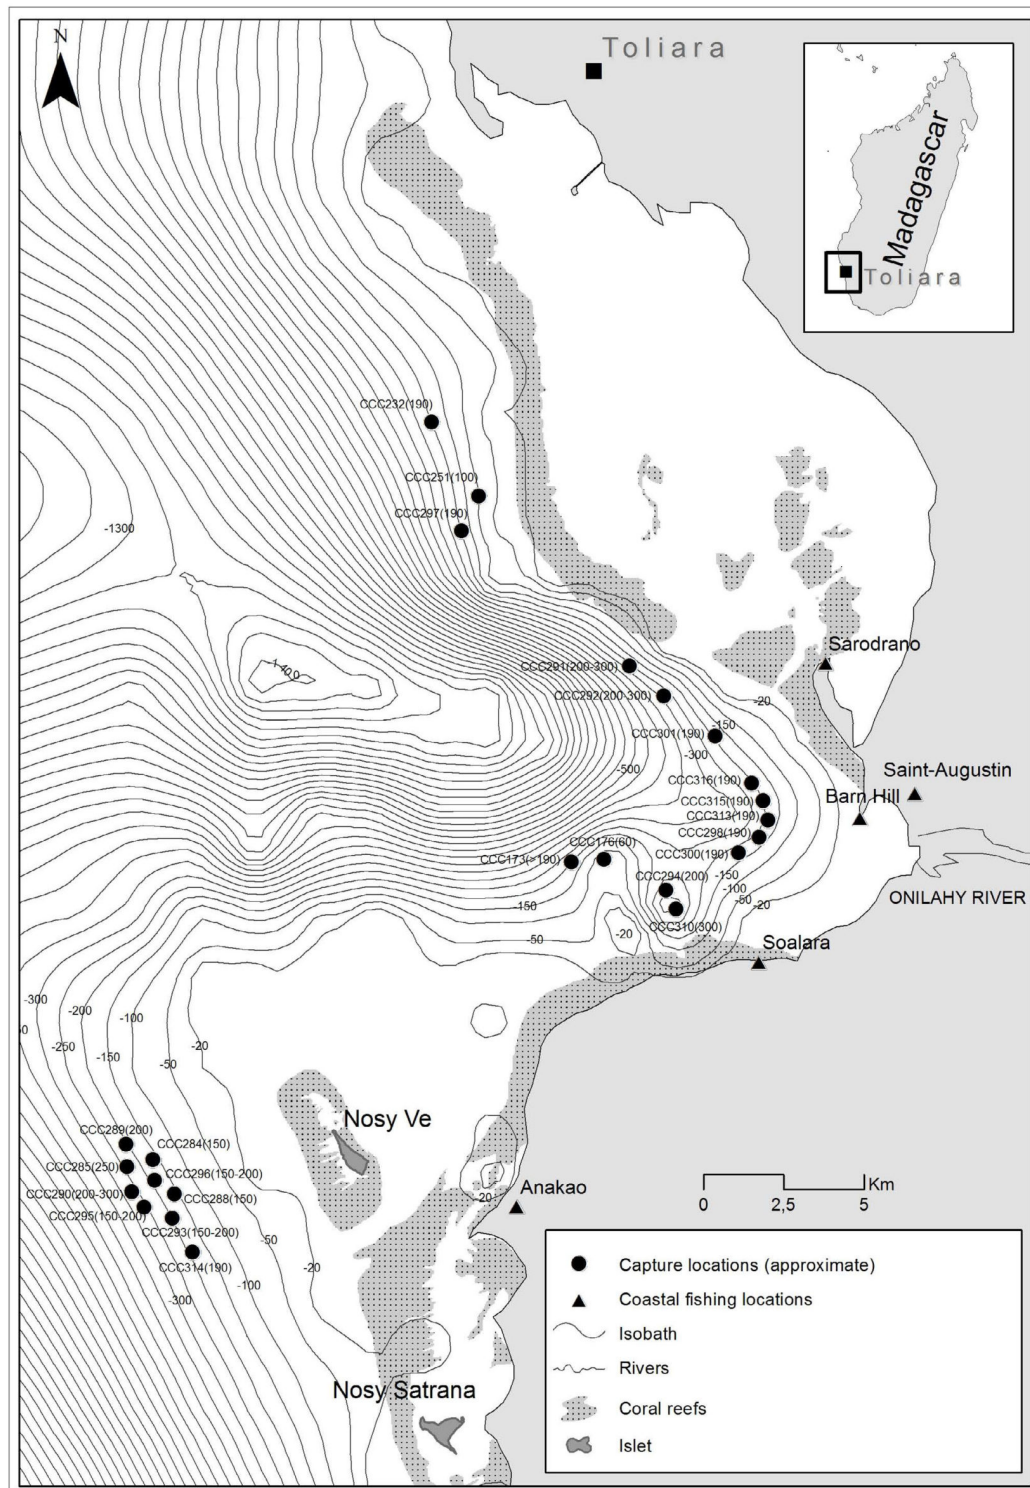 N
Toliara
Madagascar
Toliara
CCC232(190)
CCC251(100)
CCC297(190)
-1300
-1400
Sarodrano
CCC291(200-300)
CCC292(200-300)
-20
-150
CCC301(190)
-300
-500
CCC316(190)
Saint-Augustin
CCC315(190)
Barn Hill
CCC313(190)
CCC298(190)
CCC176(60)
CCC300(190)
CCC173(>190)
CCC294(200)
-150
-100
-50
-20
ONILAHY RIVER
-150
CCC310(300)
-20
-50
Soalara
-300
-200
-100
-20
-250
-150
-50
Nosy Ve
CCC289(200)
CCC284(150)
CCC285(250)
CCC296(150-200)
CCC290(200-300)
CCC288(150)
CCC295(150-200)
CCC293(150-200)
CCC314(190)
-50
-20
-100
-300
-20
Anakao
Km
0 2,5 5
Nosy Satrana
Capture locations (approximate)
Coastal fishing locations
Isobath
Rivers
Coral reefs
Islet